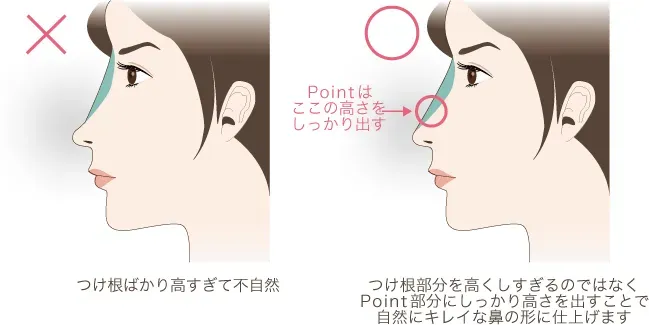 Pointは
ここの高さを
しっかり出す
つけ根ばかり高すぎて不自然
つけ根部分を高くしすぎるのではなく
Point部分にしっかり高さを出すことで
自然にキレイな鼻の形に仕上げます